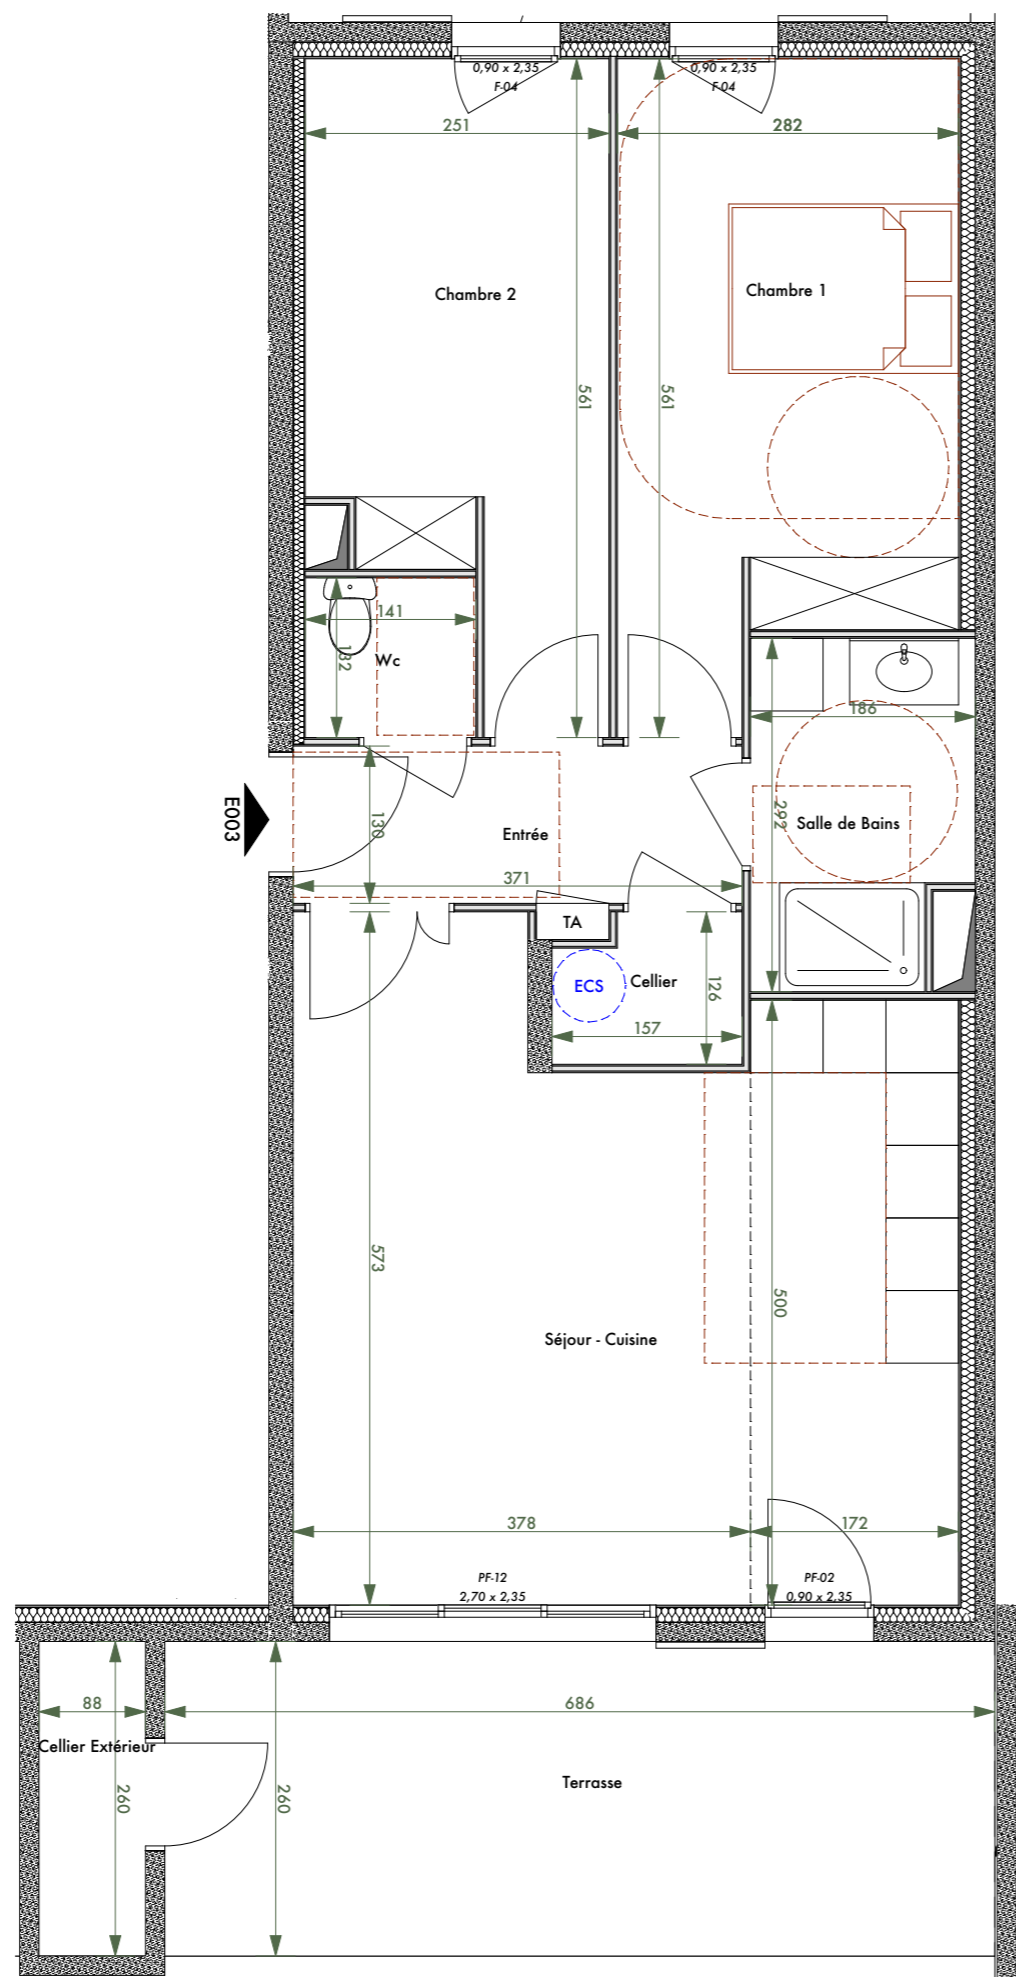 0,90 x 2,35
F-04
0,90 x 2,35
F-04
251
282
Chambre 2
Chambre 1
561
561
141
132
Wc
186
E003
130
Entrée
292
Salle de Bains
371
TA
ECS
Cellier
126
157
573
500
Séjour - Cuisine
378
172
PF-12
2,70 x 2,35
PF-02
0,90 x 2,35
88
686
Cellier Extérieur
260
260
Terrasse